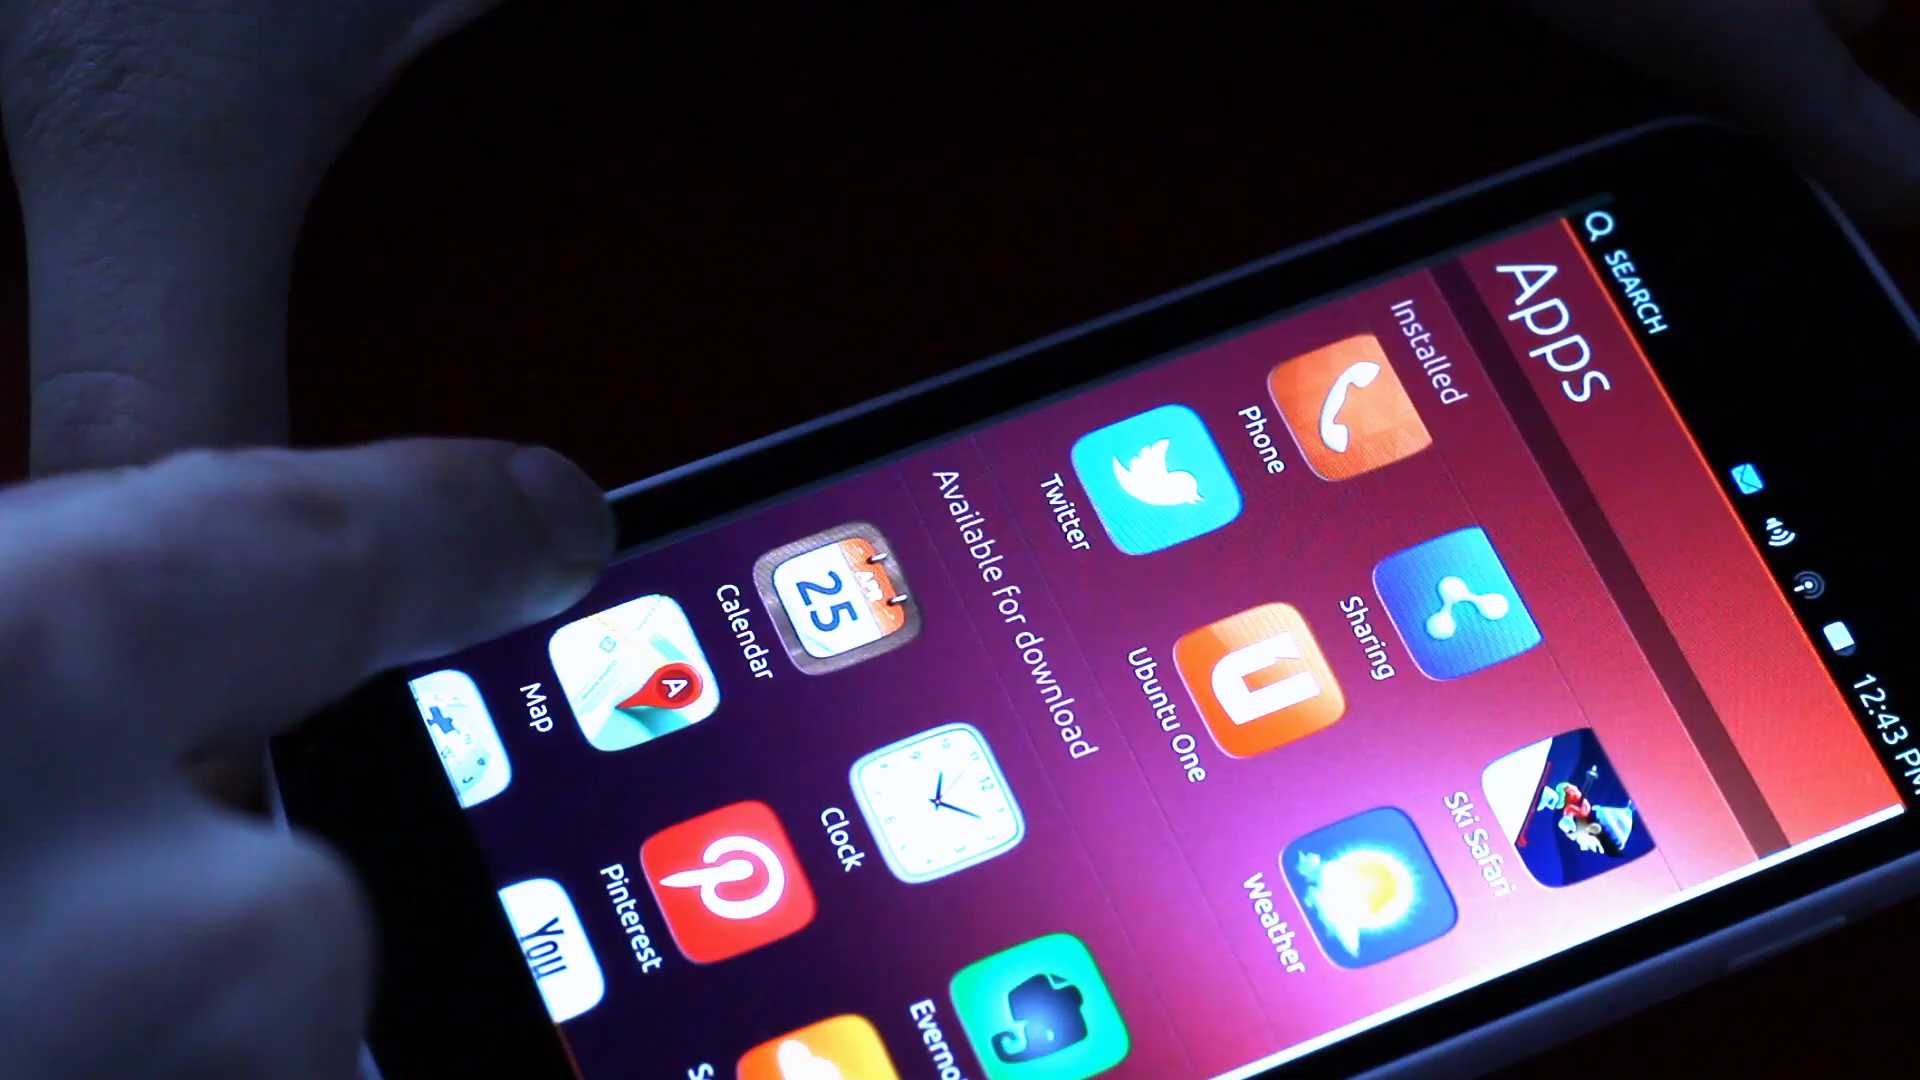 SEARCH
12:43 PM
Apps
Installed
Phone
Sharing
Ski Safari
Twitter
Ubuntu One
Weather
Available for download
25
Calendar
Clock
Everno
A
Map
Pinterest
You